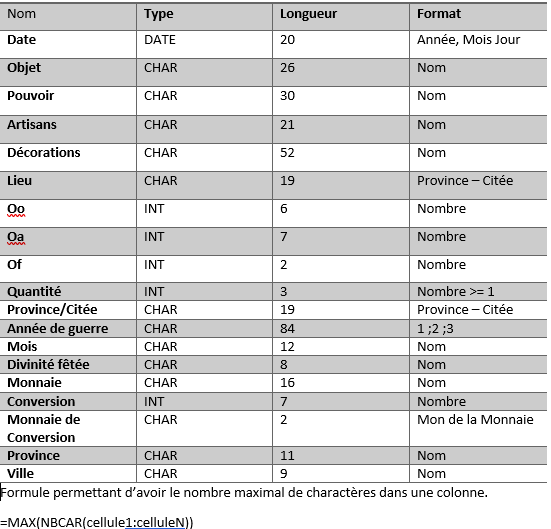 Nom Type Longueur Format
Date DATE 20 Année, Mois Jour
Objet CHAR 26 Nom
Pouvoir CHAR 30 Nom
Artisans CHAR 21 Nom
Décorations CHAR 52 Nom
Lieu CHAR 19 Province – Citée
Oo INT 6 Nombre
Oa INT 7 Nombre
Of INT 2 Nombre
Quantité INT 3 Nombre >= 1
Province/Citée CHAR 19 Province – Citée
Année de guerre CHAR 84 1 ;2 ;3
Mois CHAR 12 Nom
Divinité fêtée CHAR 8 Nom
Monnaie CHAR 16 Nom
Conversion INT 7 Nombre
Monnaie de CHAR 2 Mon de la Monnaie
Conversion
Province CHAR 11 Nom
Ville CHAR 9 Nom
Formule permettant d'avoir le nombre maximal de charactères dans une colonne.
=MAX(NBCAR(cellule1:celluleN))